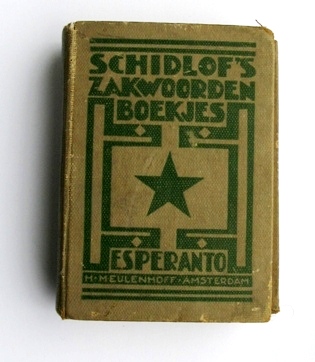 SCHIDLOF'S
ZAKWOORDEN
BOEKJES
ESPERANTO
H·MEULENHOFF·AMSTERDAM